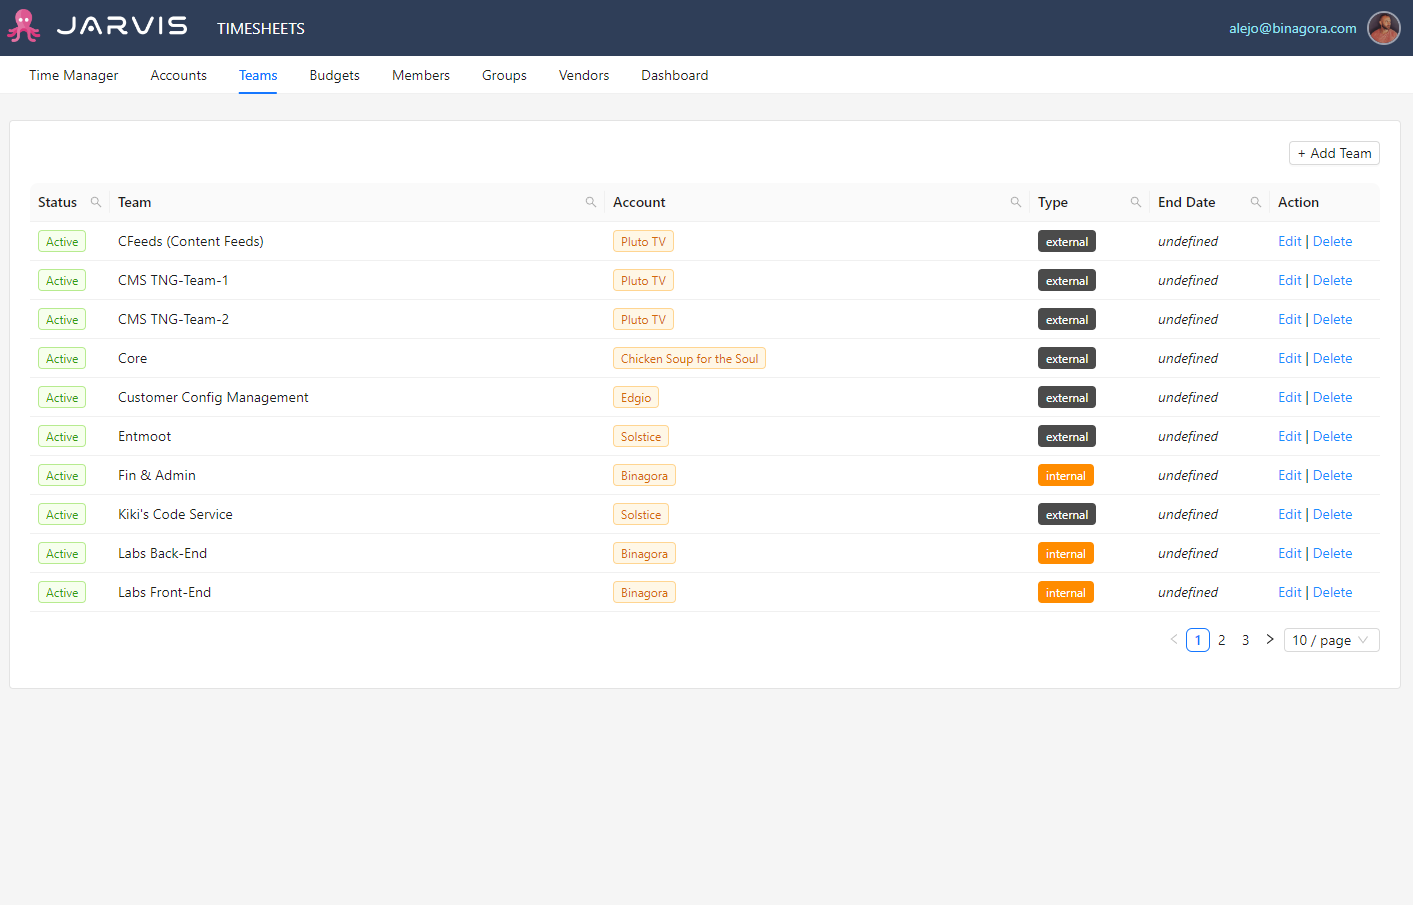 JARVIS TIMESHEETS alejo@binagora.com
Time Manager Accounts Teams Budgets Members Groups Vendors Dashboard
+ Add Team
Status Team Account Type End Date Action
Active CFeeds (Content Feeds) Pluto TV external undefined Edit | Delete
Active CMS TNG-Team-1 Pluto TV external undefined Edit | Delete
Active CMS TNG-Team-2 Pluto TV external undefined Edit | Delete
Active Core Chicken Soup for the Soul external undefined Edit | Delete
Active Customer Config Management Edgio external undefined Edit | Delete
Active Entmoot Solstice external undefined Edit | Delete
Active Fin & Admin Binagora internal undefined Edit | Delete
Active Kiki's Code Service Solstice external undefined Edit | Delete
Active Labs Back-End Binagora internal undefined Edit | Delete
Active Labs Front-End Binagora internal undefined Edit | Delete
< 1 2 3 > 10 / page